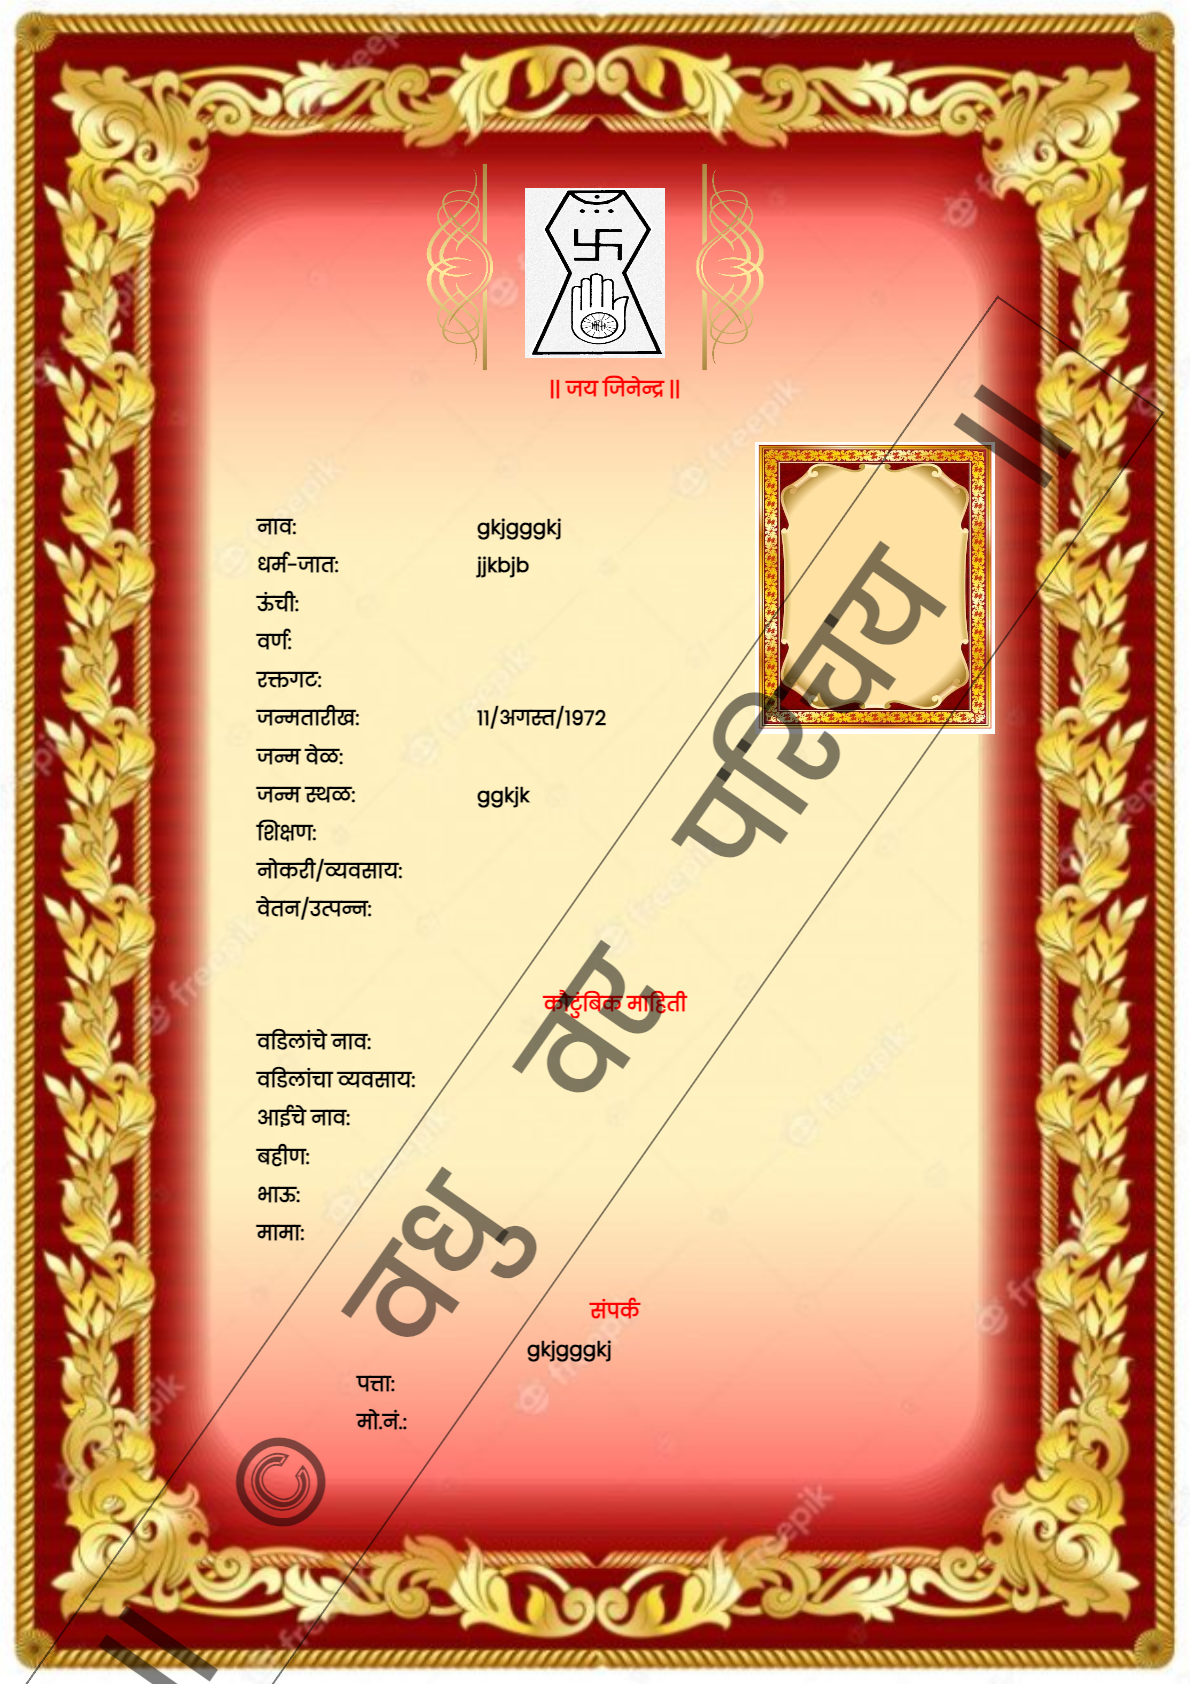 || जय जिनेन्द्र ||
नाव: gkjgggkj
धर्म-जात: jjkbjb
ऊंची:
वर्ण:
रक्तगट:
जन्मतारीख: 11/अगस्त/1972
जन्म वेळ:
जन्म स्थळ: ggkjk
शिक्षण:
नोकरी/व्यवसाय:
वेतन/उत्पन्न:
कौटुंबिक माहिती
वडिलांचे नाव:
वडिलांचा व्यवसाय:
आईचे नाव:
बहीण:
भाऊ:
मामा:
संपर्क
gkjgggkj
पत्ता:
मो.नं.:
|| © वधु वर परिचय ||
freepik